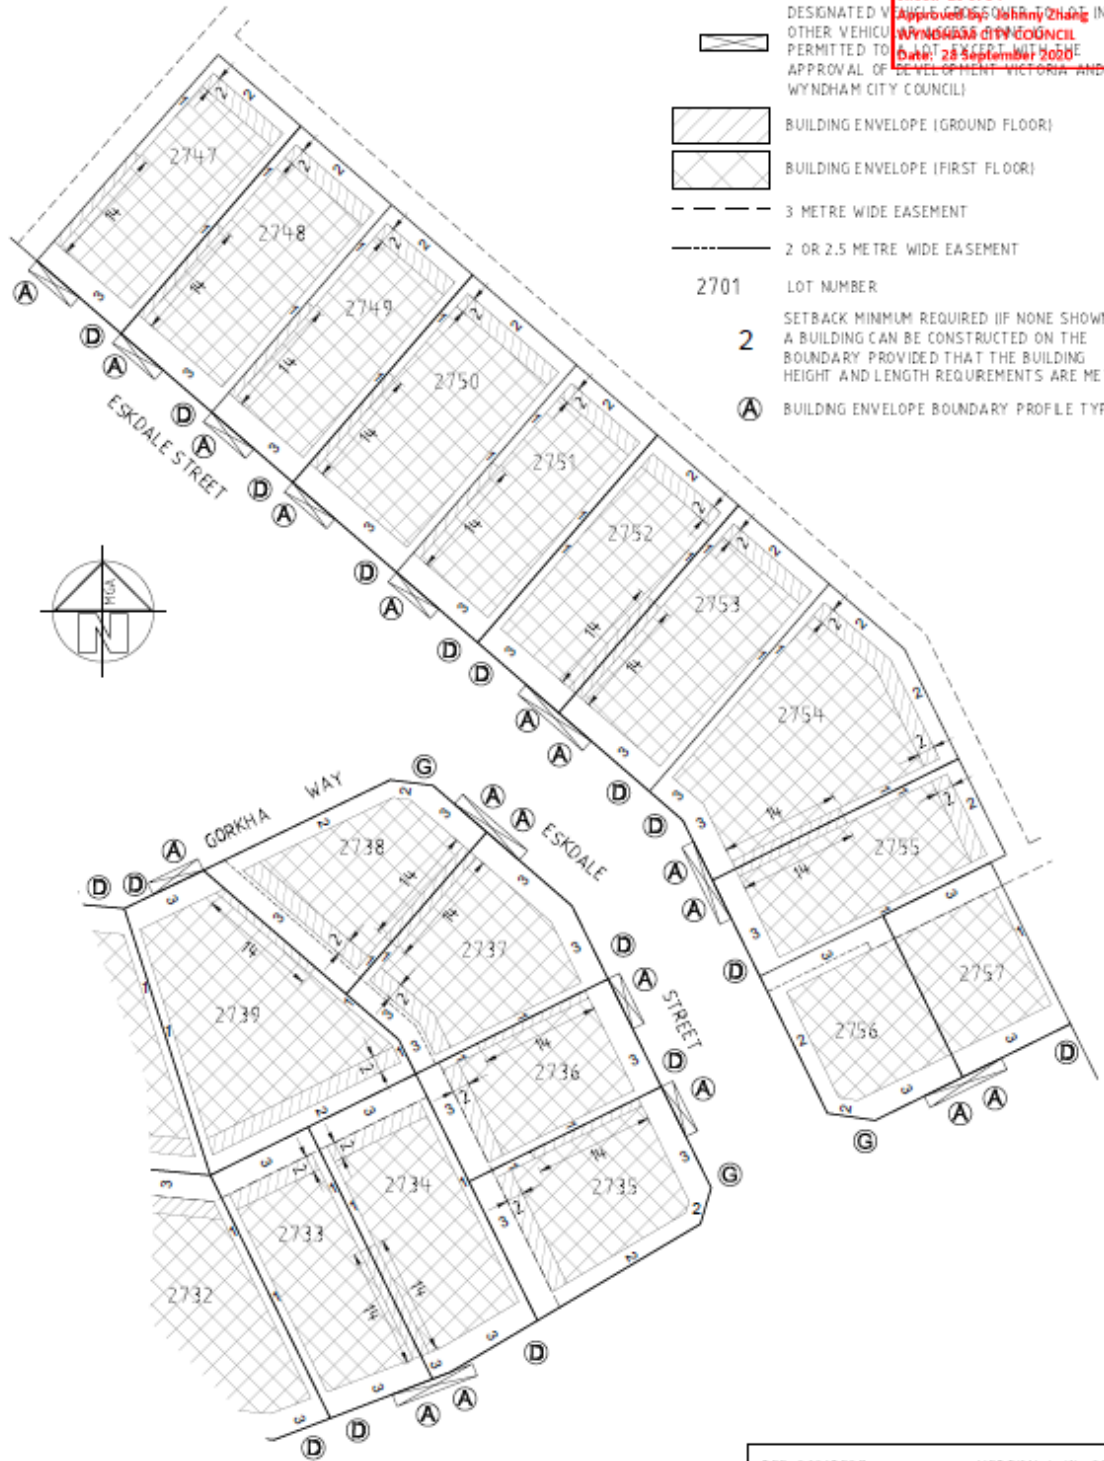 DESIGNATED VEHICLE CROSSOVER TO LOT IN
OTHER VEHICULAR ACCESS POINT IS
PERMITTED TO A LOT EXCEPT WITH THE
APPROVAL OF DEVELOPMENT VICTORIA AND
WYNDHAM CITY COUNCIL)
Approved by: Johnny Zhang
WYNDHAM CITY COUNCIL
Date: 28 September 2020
BUILDING ENVELOPE (GROUND FLOOR)
BUILDING ENVELOPE (FIRST FLOOR)
3 METRE WIDE EASEMENT
2 OR 2.5 METRE WIDE EASEMENT
2701 LOT NUMBER
2
SETBACK MINIMUM REQUIRED (IF NONE SHOWN
A BUILDING CAN BE CONSTRUCTED ON THE
BOUNDARY PROVIDED THAT THE BUILDING
HEIGHT AND LENGTH REQUIREMENTS ARE ME
A BUILDING ENVELOPE BOUNDARY PROFILE TYP
2747
2748
2749
2750
2751
2752
2753
2754
2755
2756
2757
ESKDALE STREET
MGA
N
GORKHA WAY
ESKDALE
STREET
2738
2737
2739
2736
2735
2734
2733
2732
A
D
A
D
A
D
A
D
A
D
D
A
A
D
D
A
A
D
G
A
A
A
D
D
D
A
D
A
G
D
A
A
D
D
G
A
A
D